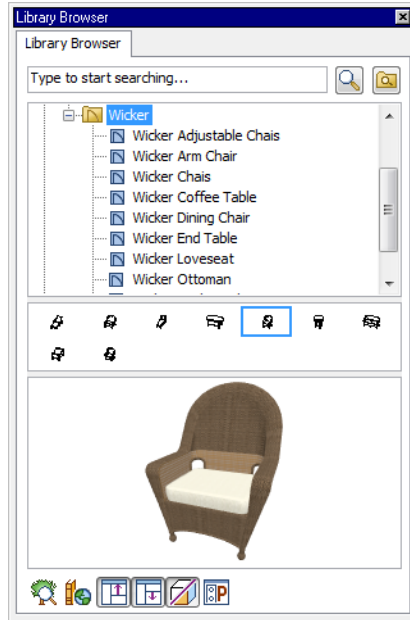 Library Browser
Library Browser
Type to start searching...
Wicker
Wicker Adjustable Chais
Wicker Arm Chair
Wicker Chais
Wicker Coffee Table
Wicker Dining Chair
Wicker End Table
Wicker Loveseat
Wicker Ottoman
P